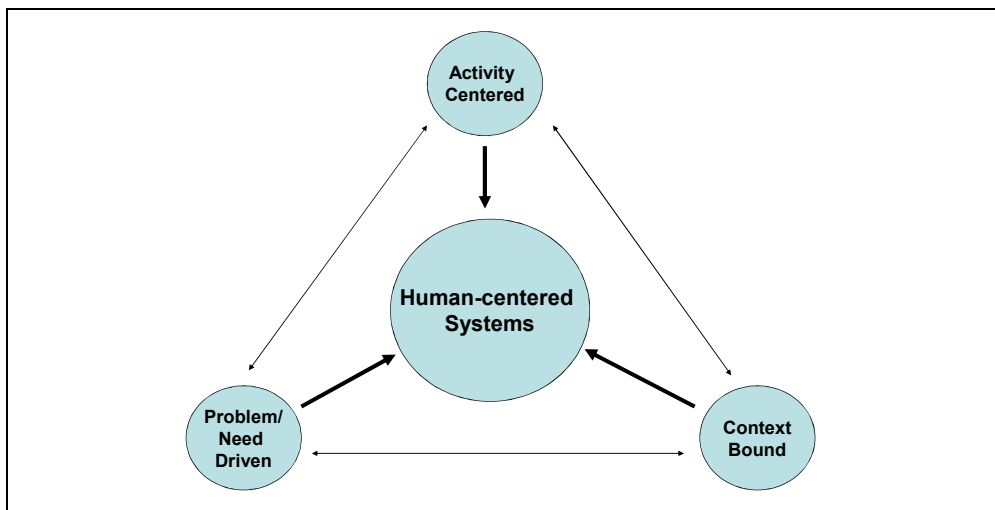 Activity
Centered
Human-centered
Systems
Problem/
Need
Driven
Context
Bound